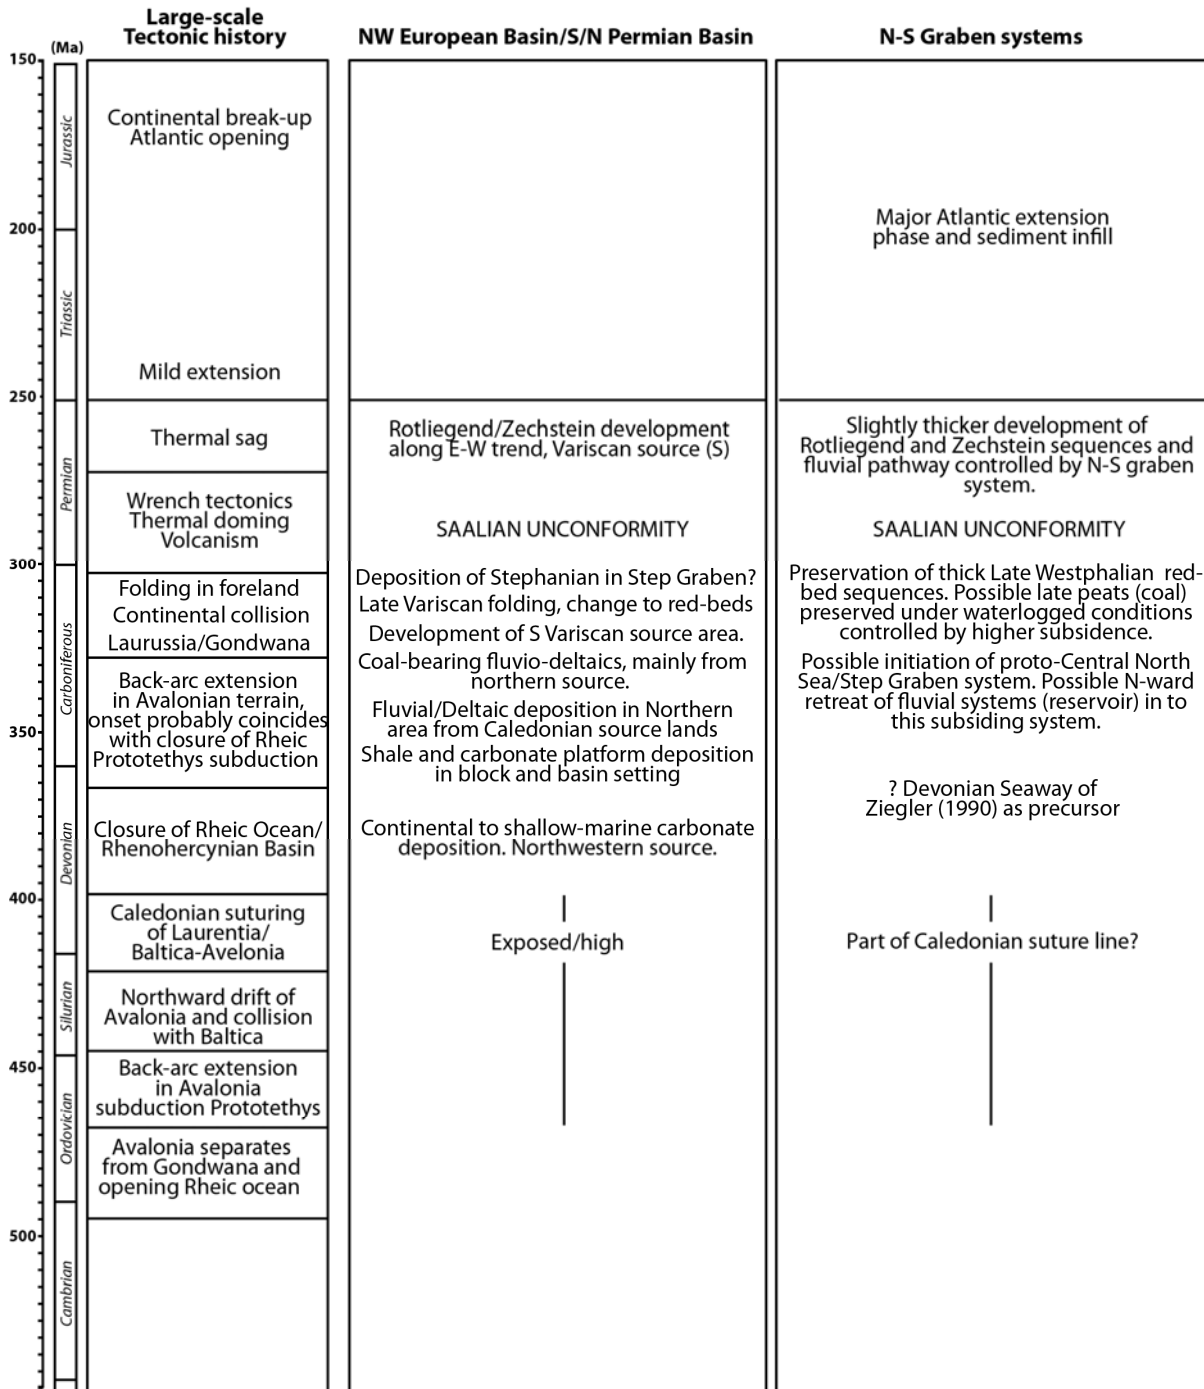 Large-scale
Tectonic history
NW European Basin/S/N Permian Basin
N-S Graben systems
(Ma)
150
200
250
300
350
400
450
500
Jurassic
Triassic
Permian
Carboniferous
Devonian
Silurian
Ordovician
Cambrian
Continental break-up
Atlantic opening
Mild extension
Thermal sag
Wrench tectonics
Thermal doming
Volcanism
Folding in foreland
Continental collision
Laurussia/Gondwana
Back-arc extension
in Avalonian terrain,
onset probably coincides
with closure of Rheic
Prototethys subduction
Closure of Rheic Ocean/
Rhenohercynian Basin
Caledonian suturing
of Laurentia/
Baltica-Avelonia
Northward drift of
Avalonia and collision
with Baltica
Back-arc extension
in Avalonia
subduction Prototethys
Avalonia separates
from Gondwana and
opening Rheic ocean
Rotliegend/Zechstein development
along E-W trend, Variscan source (S)
SAALIAN UNCONFORMITY
Deposition of Stephanian in Step Graben?
Late Variscan folding, change to red-beds
Development of S Variscan source area.
Coal-bearing fluvio-deltaics, mainly from
northern source.
Fluvial/Deltaic deposition in Northern
area from Caledonian source lands
Shale and carbonate platform deposition
in block and basin setting
Continental to shallow-marine carbonate
deposition. Northwestern source.
Exposed/high
Major Atlantic extension
phase and sediment infill
Slightly thicker development of
Rotliegend and Zechstein sequences and
fluvial pathway controlled by N-S graben
system.
SAALIAN UNCONFORMITY
Preservation of thick Late Westphalian red-
bed sequences. Possible late peats (coal)
preserved under waterlogged conditions
controlled by higher subsidence.
Possible initiation of proto-Central North
Sea/Step Graben system. Possible N-ward
retreat of fluvial systems (reservoir) in to
this subsiding system.
? Devonian Seaway of
Ziegler (1990) as precursor
Part of Caledonian suture line?